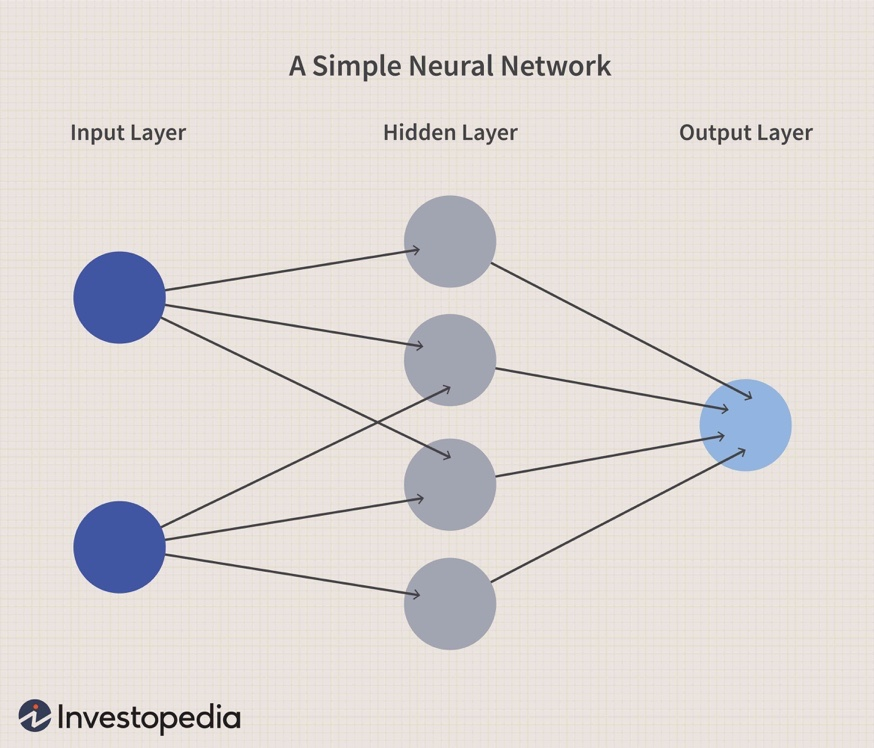 A Simple Neural Network
Input Layer
Hidden Layer
Output Layer
Investopedia